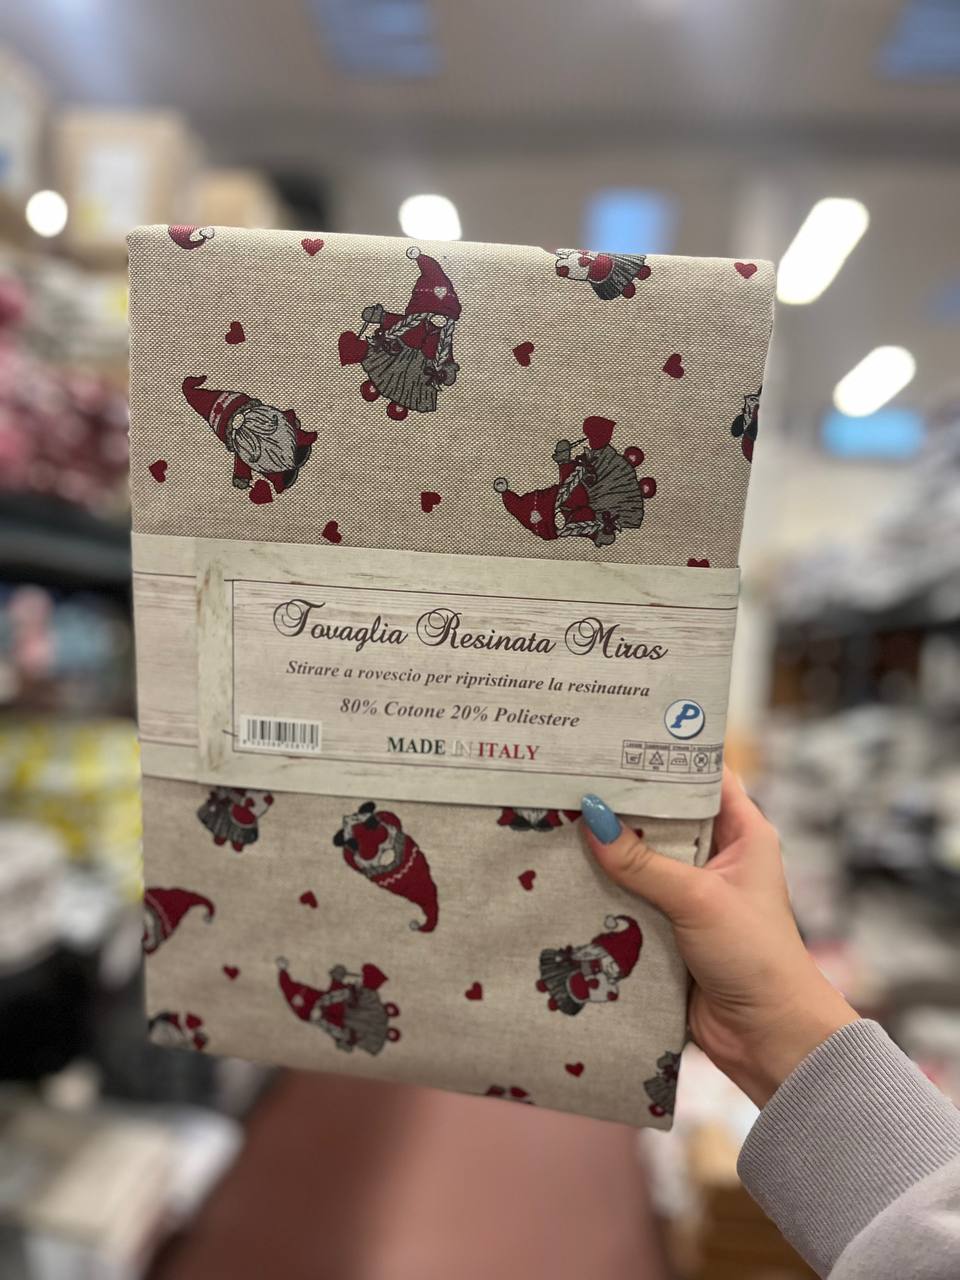 Tovaglia Resinata Miros
Stirare a rovescio per ripristinare la resinatura
80% Cotone 20% Poliestere
P
MADE IN ITALY